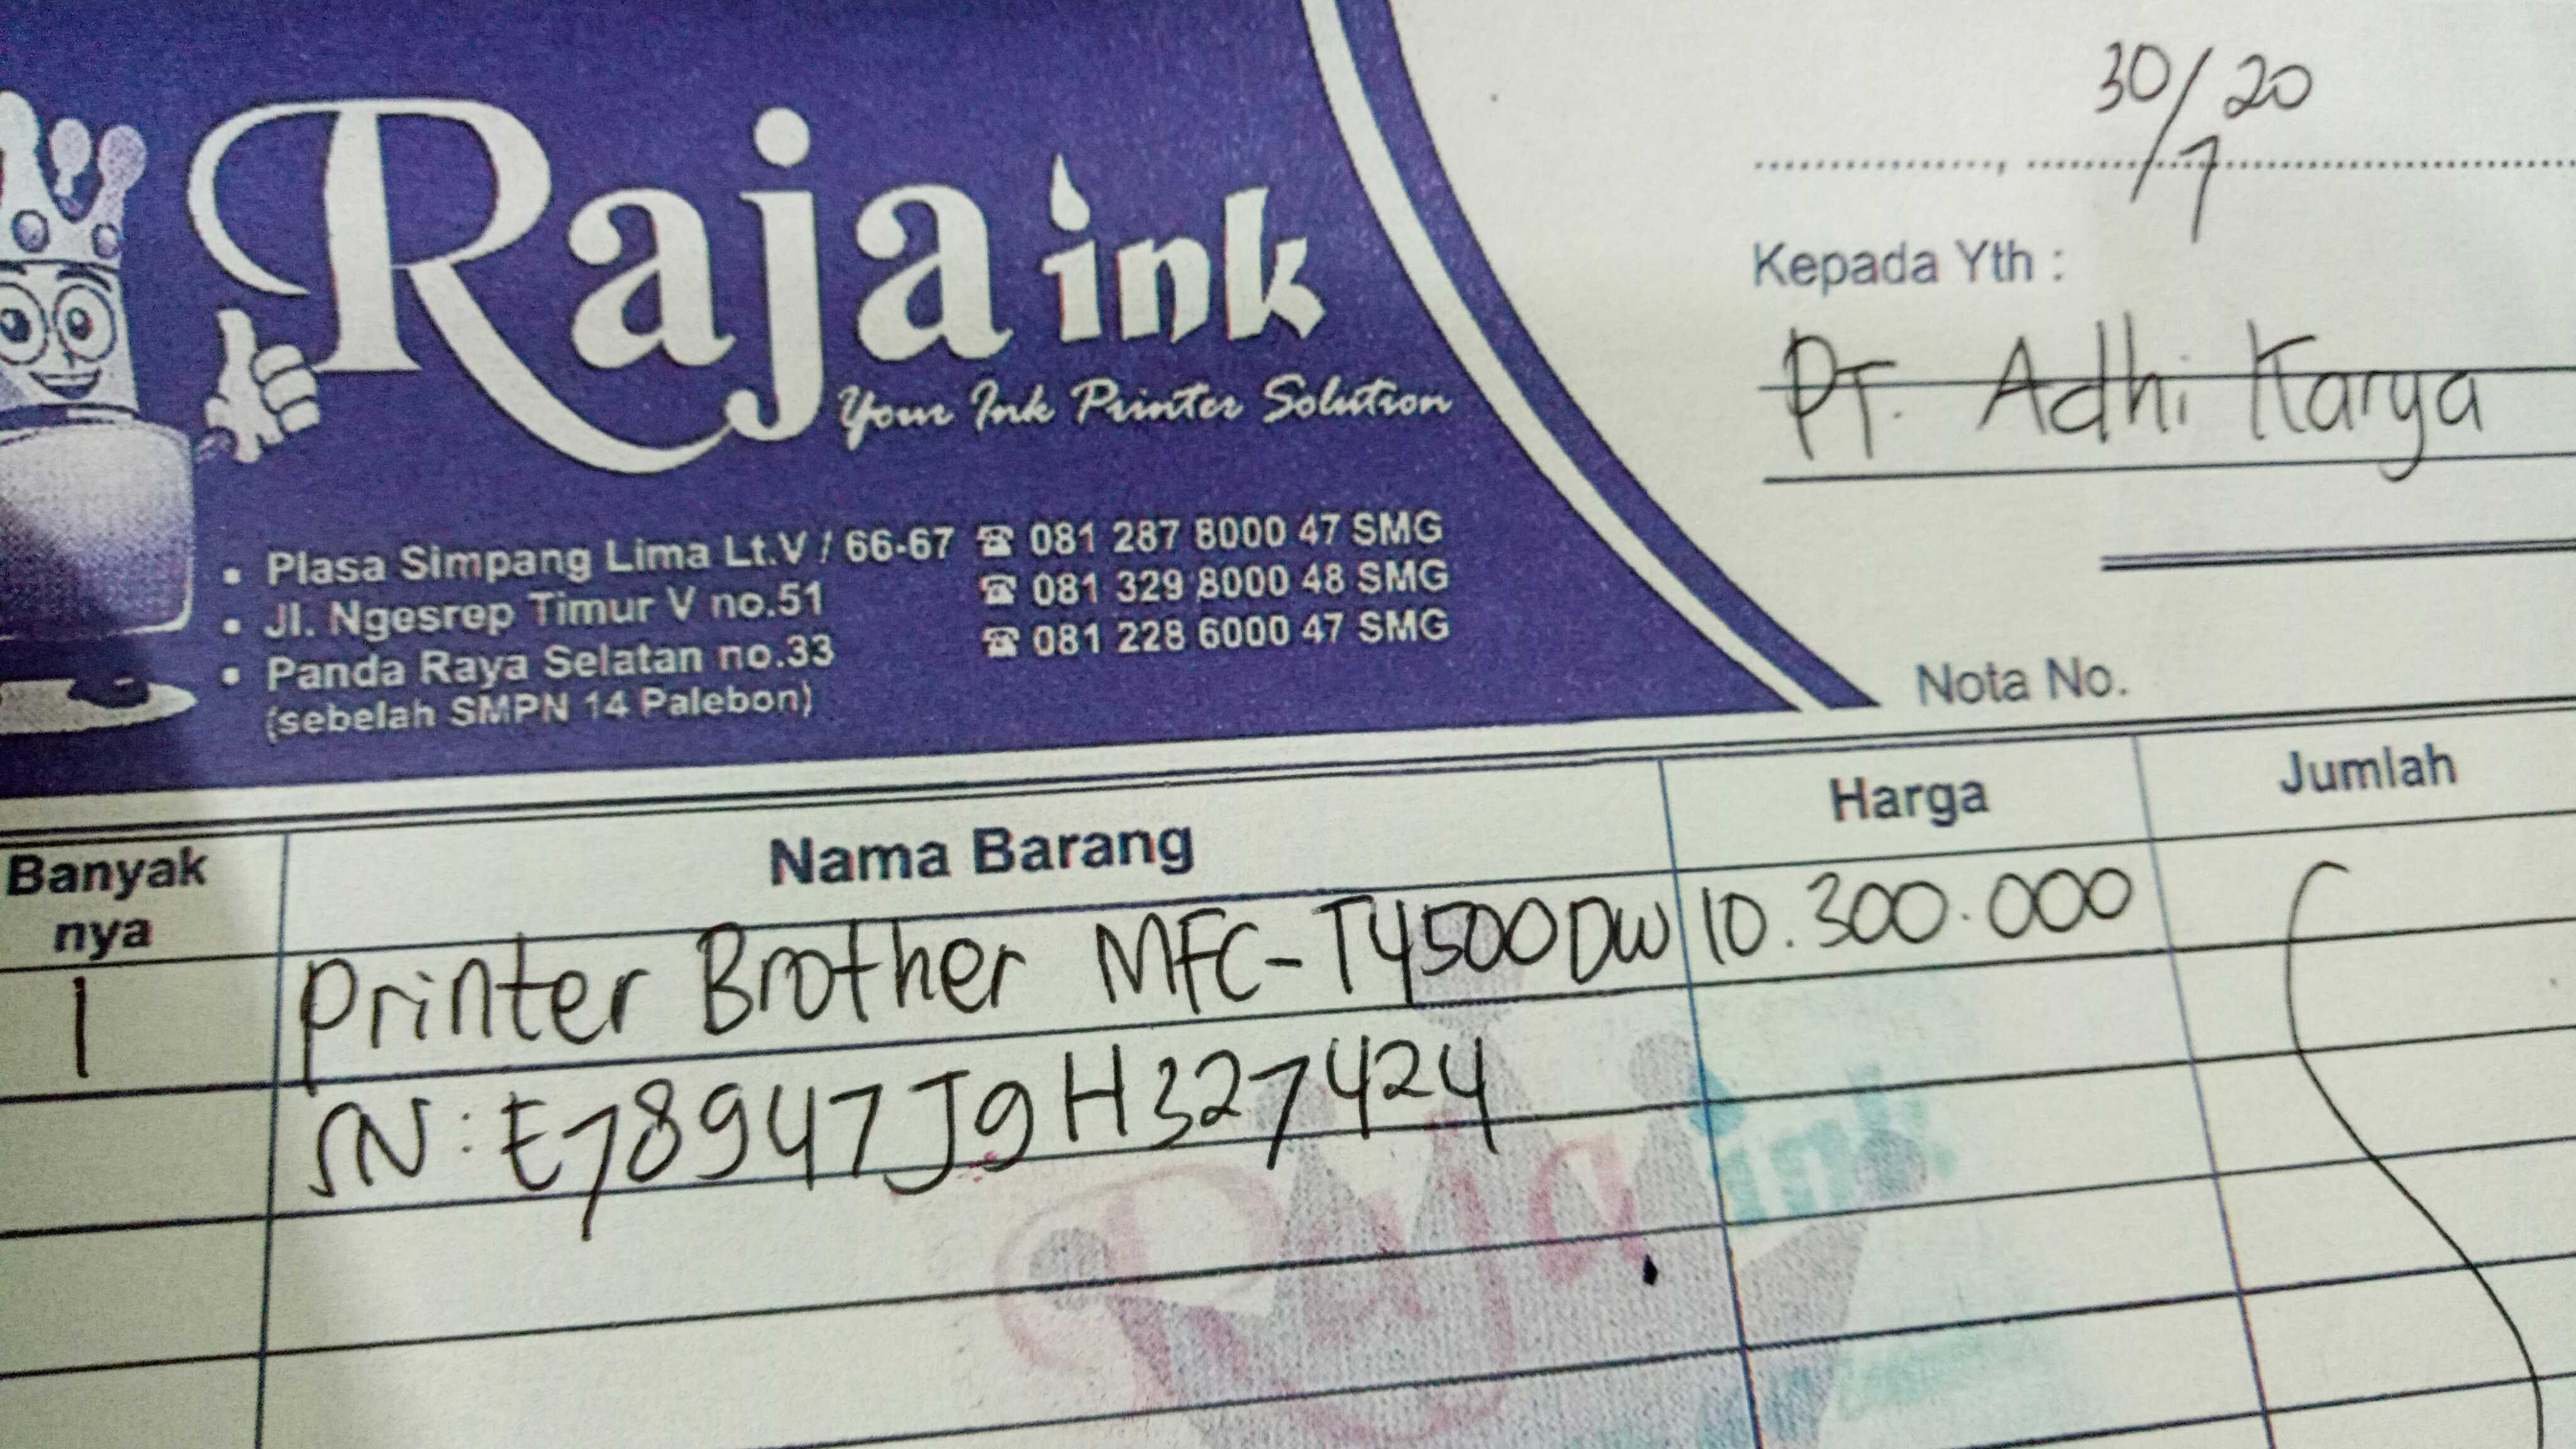 Raja ink
Your Ink Printer Solution
• Plasa Simpang Lima Lt.V / 66-67 ☎ 081 287 8000 47 SMG
• Jl. Ngesrep Timur V no.51 ☎ 081 329 8000 48 SMG
• Panda Raya Selatan no.33 ☎ 081 228 6000 47 SMG
(sebelah SMPN 14 Palebon)
30/7 20
Kepada Yth :
PT. Adhi Karya
Nota No.
Banyak nya Nama Barang Harga Jumlah
1 Printer Brother MFC-T4500DW 10.300.000
SN: E78947J9H327424
Raja ink